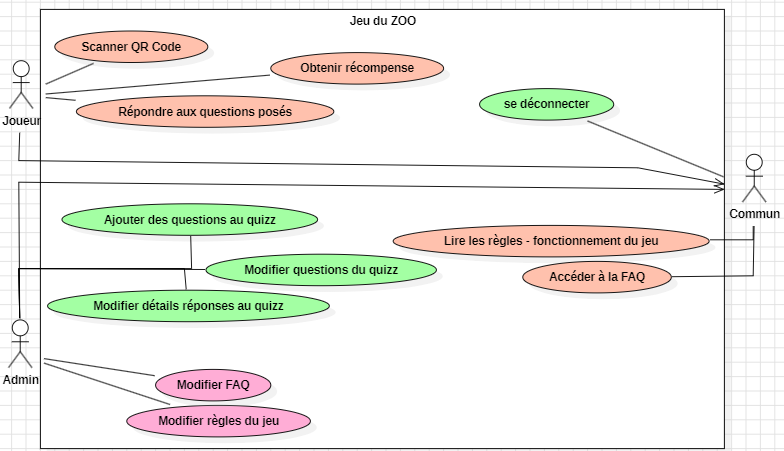 Jeu du ZOO
Scanner QR Code
Obtenir récompense
Répondre aux questions posés
Joueur
se déconnecter
Commun
Ajouter des questions au quizz
Lire les règles - fonctionnement du jeu
Modifier questions du quizz
Accéder à la FAQ
Modifier détails réponses au quizz
Admin
Modifier FAQ
Modifier règles du jeu